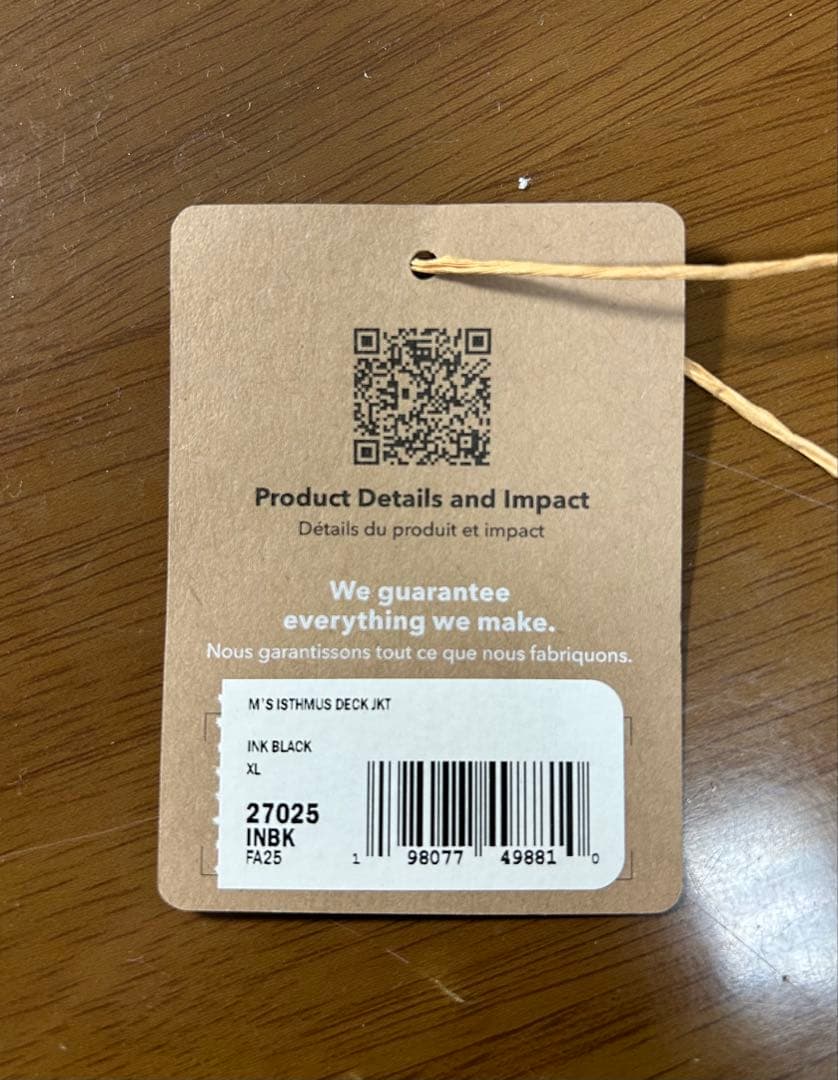 Product Details and Impact
Détails du produit et impact
We guarantee
everything we make.
Nous garantissons tout ce que nous fabriquons.
M'S ISTHMUS DECK JKT
INK BLACK
XL
27025
INBK
FA25
1 98077 49881 0